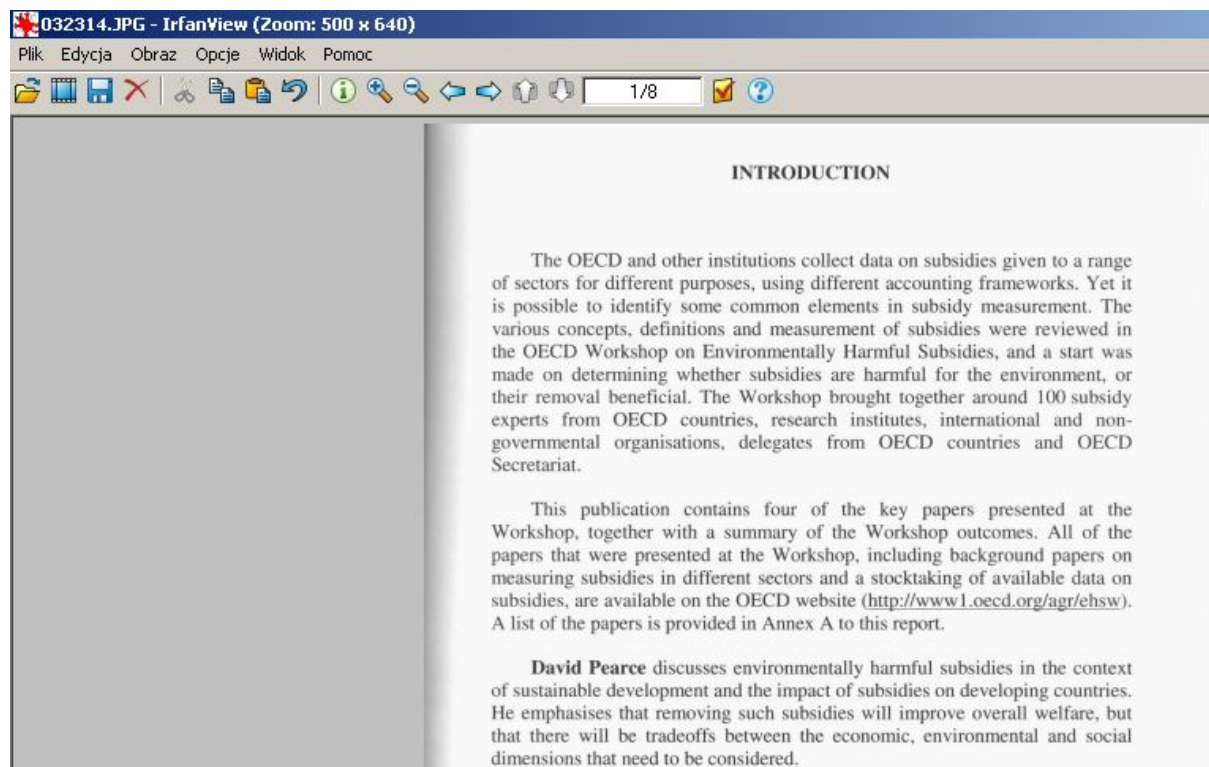 032314.JPG - IrfanView (Zoom: 500 x 640)
Plik Edycja Obraz Opcje Widok Pomoc
1/8
INTRODUCTION
The OECD and other institutions collect data on subsidies given to a range
of sectors for different purposes, using different accounting frameworks. Yet it
is possible to identify some common elements in subsidy measurement. The
various concepts, definitions and measurement of subsidies were reviewed in
the OECD Workshop on Environmentally Harmful Subsidies, and a start was
made on determining whether subsidies are harmful for the environment, or
their removal beneficial. The Workshop brought together around 100 subsidy
experts from OECD countries, research institutes, international and non-
governmental organisations, delegates from OECD countries and OECD
Secretariat.
This publication contains four of the key papers presented at the
Workshop, together with a summary of the Workshop outcomes. All of the
papers that were presented at the Workshop, including background papers on
measuring subsidies in different sectors and a stocktaking of available data on
subsidies, are available on the OECD website (http://www1.oecd.org/agr/ehsw).
A list of the papers is provided in Annex A to this report.
David Pearce discusses environmentally harmful subsidies in the context
of sustainable development and the impact of subsidies on developing countries.
He emphasises that removing such subsidies will improve overall welfare, but
that there will be tradeoffs between the economic, environmental and social
dimensions that need to be considered.